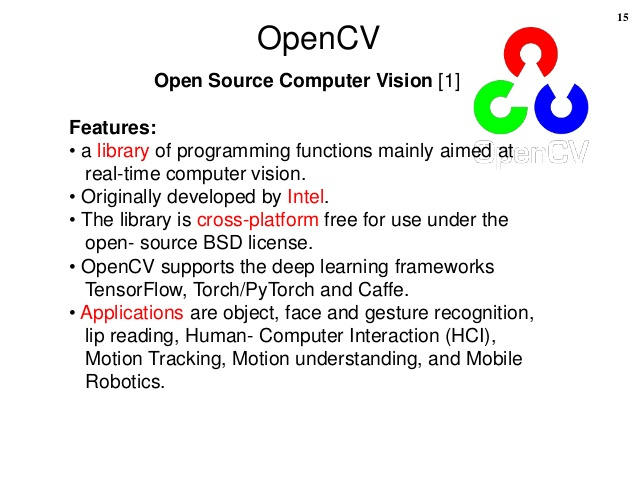 15
OpenCV
Open Source Computer Vision [1]
OpenCV
Features:
• a library of programming functions mainly aimed at
real-time computer vision.
• Originally developed by Intel.
• The library is cross-platform free for use under the
open- source BSD license.
• OpenCV supports the deep learning frameworks
TensorFlow, Torch/PyTorch and Caffe.
• Applications are object, face and gesture recognition,
lip reading, Human- Computer Interaction (HCI),
Motion Tracking, Motion understanding, and Mobile
Robotics.